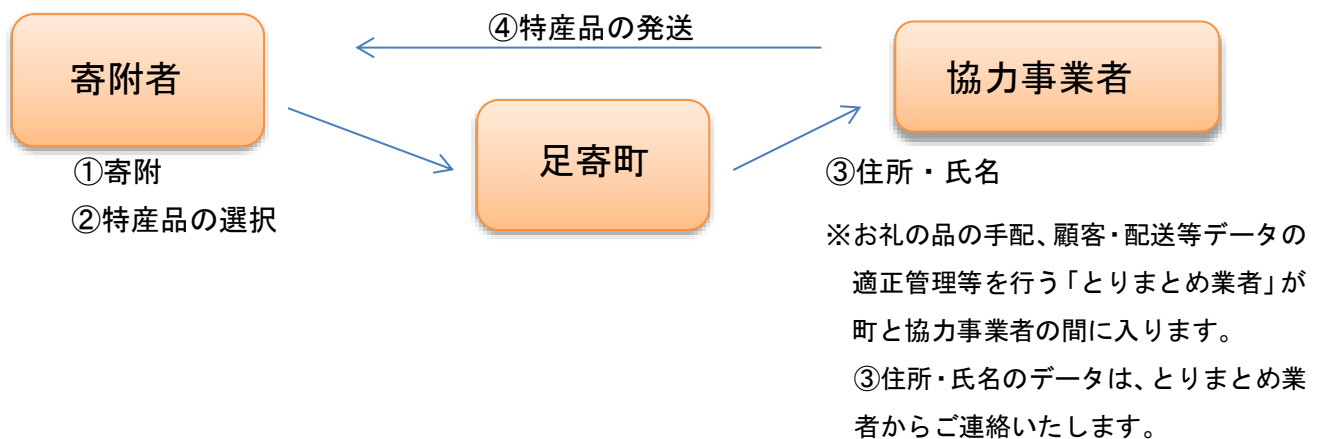 ④特産品の発送
寄附者
協力事業者
足寄町
①寄附
②特産品の選択
③住所・氏名
※お礼の品の手配、顧客・配送等データの
適正管理等を行う「とりまとめ業者」が
町と協力事業者の間に入ります。
③住所・氏名のデータは、とりまとめ業
者からご連絡いたします。